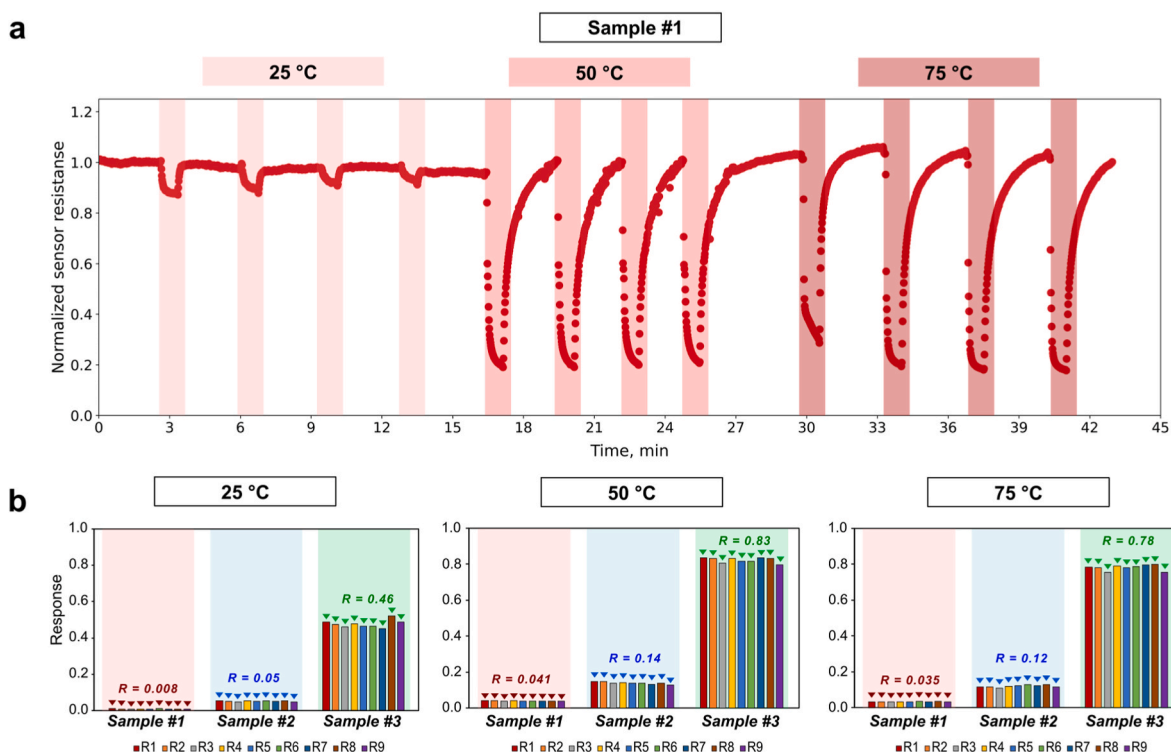 a
Sample #1
25 °C
50 °C
75 °C
Normalized sensor resistanse
1.2
1.0
0.8
0.6
0.4
0.2
0.0
0 3 6 9 12 15 18 21 24 27 30 33 36 39 42 45
Time, min
b
25 °C
50 °C
75 °C
Response
1.0
0.8
0.6
0.4
0.2
0.0
R = 0.008
R = 0.05
R = 0.46
Sample #1 Sample #2 Sample #3
R1 R2 R3 R4 R5 R6 R7 R8 R9
1.0
0.8
0.6
0.4
0.2
0.0
R = 0.041
R = 0.14
R = 0.83
Sample #1 Sample #2 Sample #3
R1 R2 R3 R4 R5 R6 R7 R8 R9
1.0
0.8
0.6
0.4
0.2
0.0
R = 0.035
R = 0.12
R = 0.78
Sample #1 Sample #2 Sample #3
R1 R2 R3 R4 R5 R6 R7 R8 R9